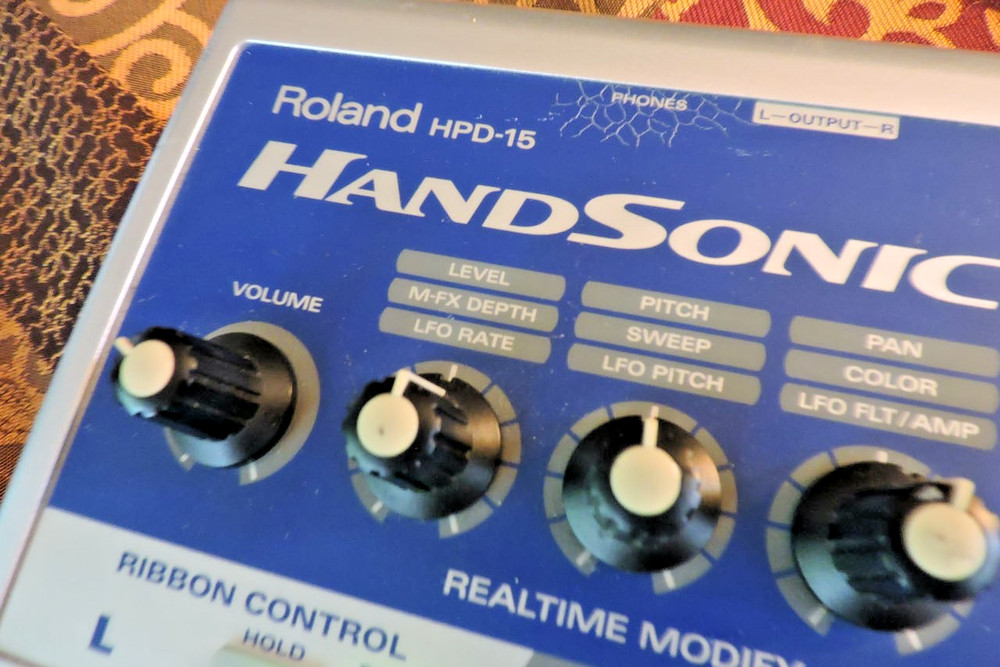 PHONES
L-OUTPUT-R
Roland HPD-15
HANDSONIC
VOLUME
LEVEL
M-FX DEPTH
LFO RATE
PITCH
SWEEP
LFO PITCH
PAN
COLOR
LFO FLT/AMP
REALTIME MODIFY
RIBBON CONTROL
L
HOLD